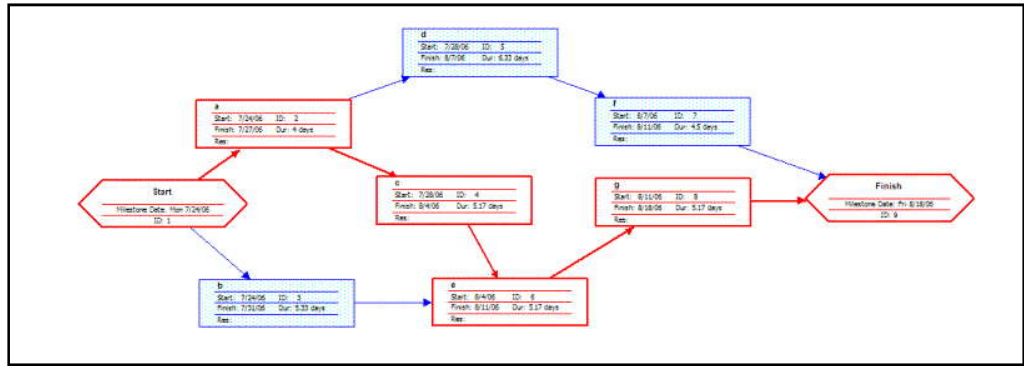 d
Start: 7/28/06 ID: 5
Finish: 8/7/06 Dur: 6.33 days
Res:
a
Start: 7/24/06 ID: 2
Finish: 7/27/06 Dur: 4 days
Res:
f
Start: 8/7/06 ID: 7
Finish: 8/11/06 Dur: 4.5 days
Res:
Start
Milestone Date: Mon 7/24/06
ID: 1
c
Start: 7/28/06 ID: 4
Finish: 8/4/06 Dur: 5.17 days
Res:
g
Start: 8/11/06 ID: 8
Finish: 8/18/06 Dur: 5.17 days
Res:
Finish
Milestone Date: Fri 8/18/06
ID: 9
b
Start: 7/24/06 ID: 3
Finish: 7/31/06 Dur: 5.33 days
Res:
e
Start: 8/4/06 ID: 6
Finish: 8/11/06 Dur: 5.17 days
Res: